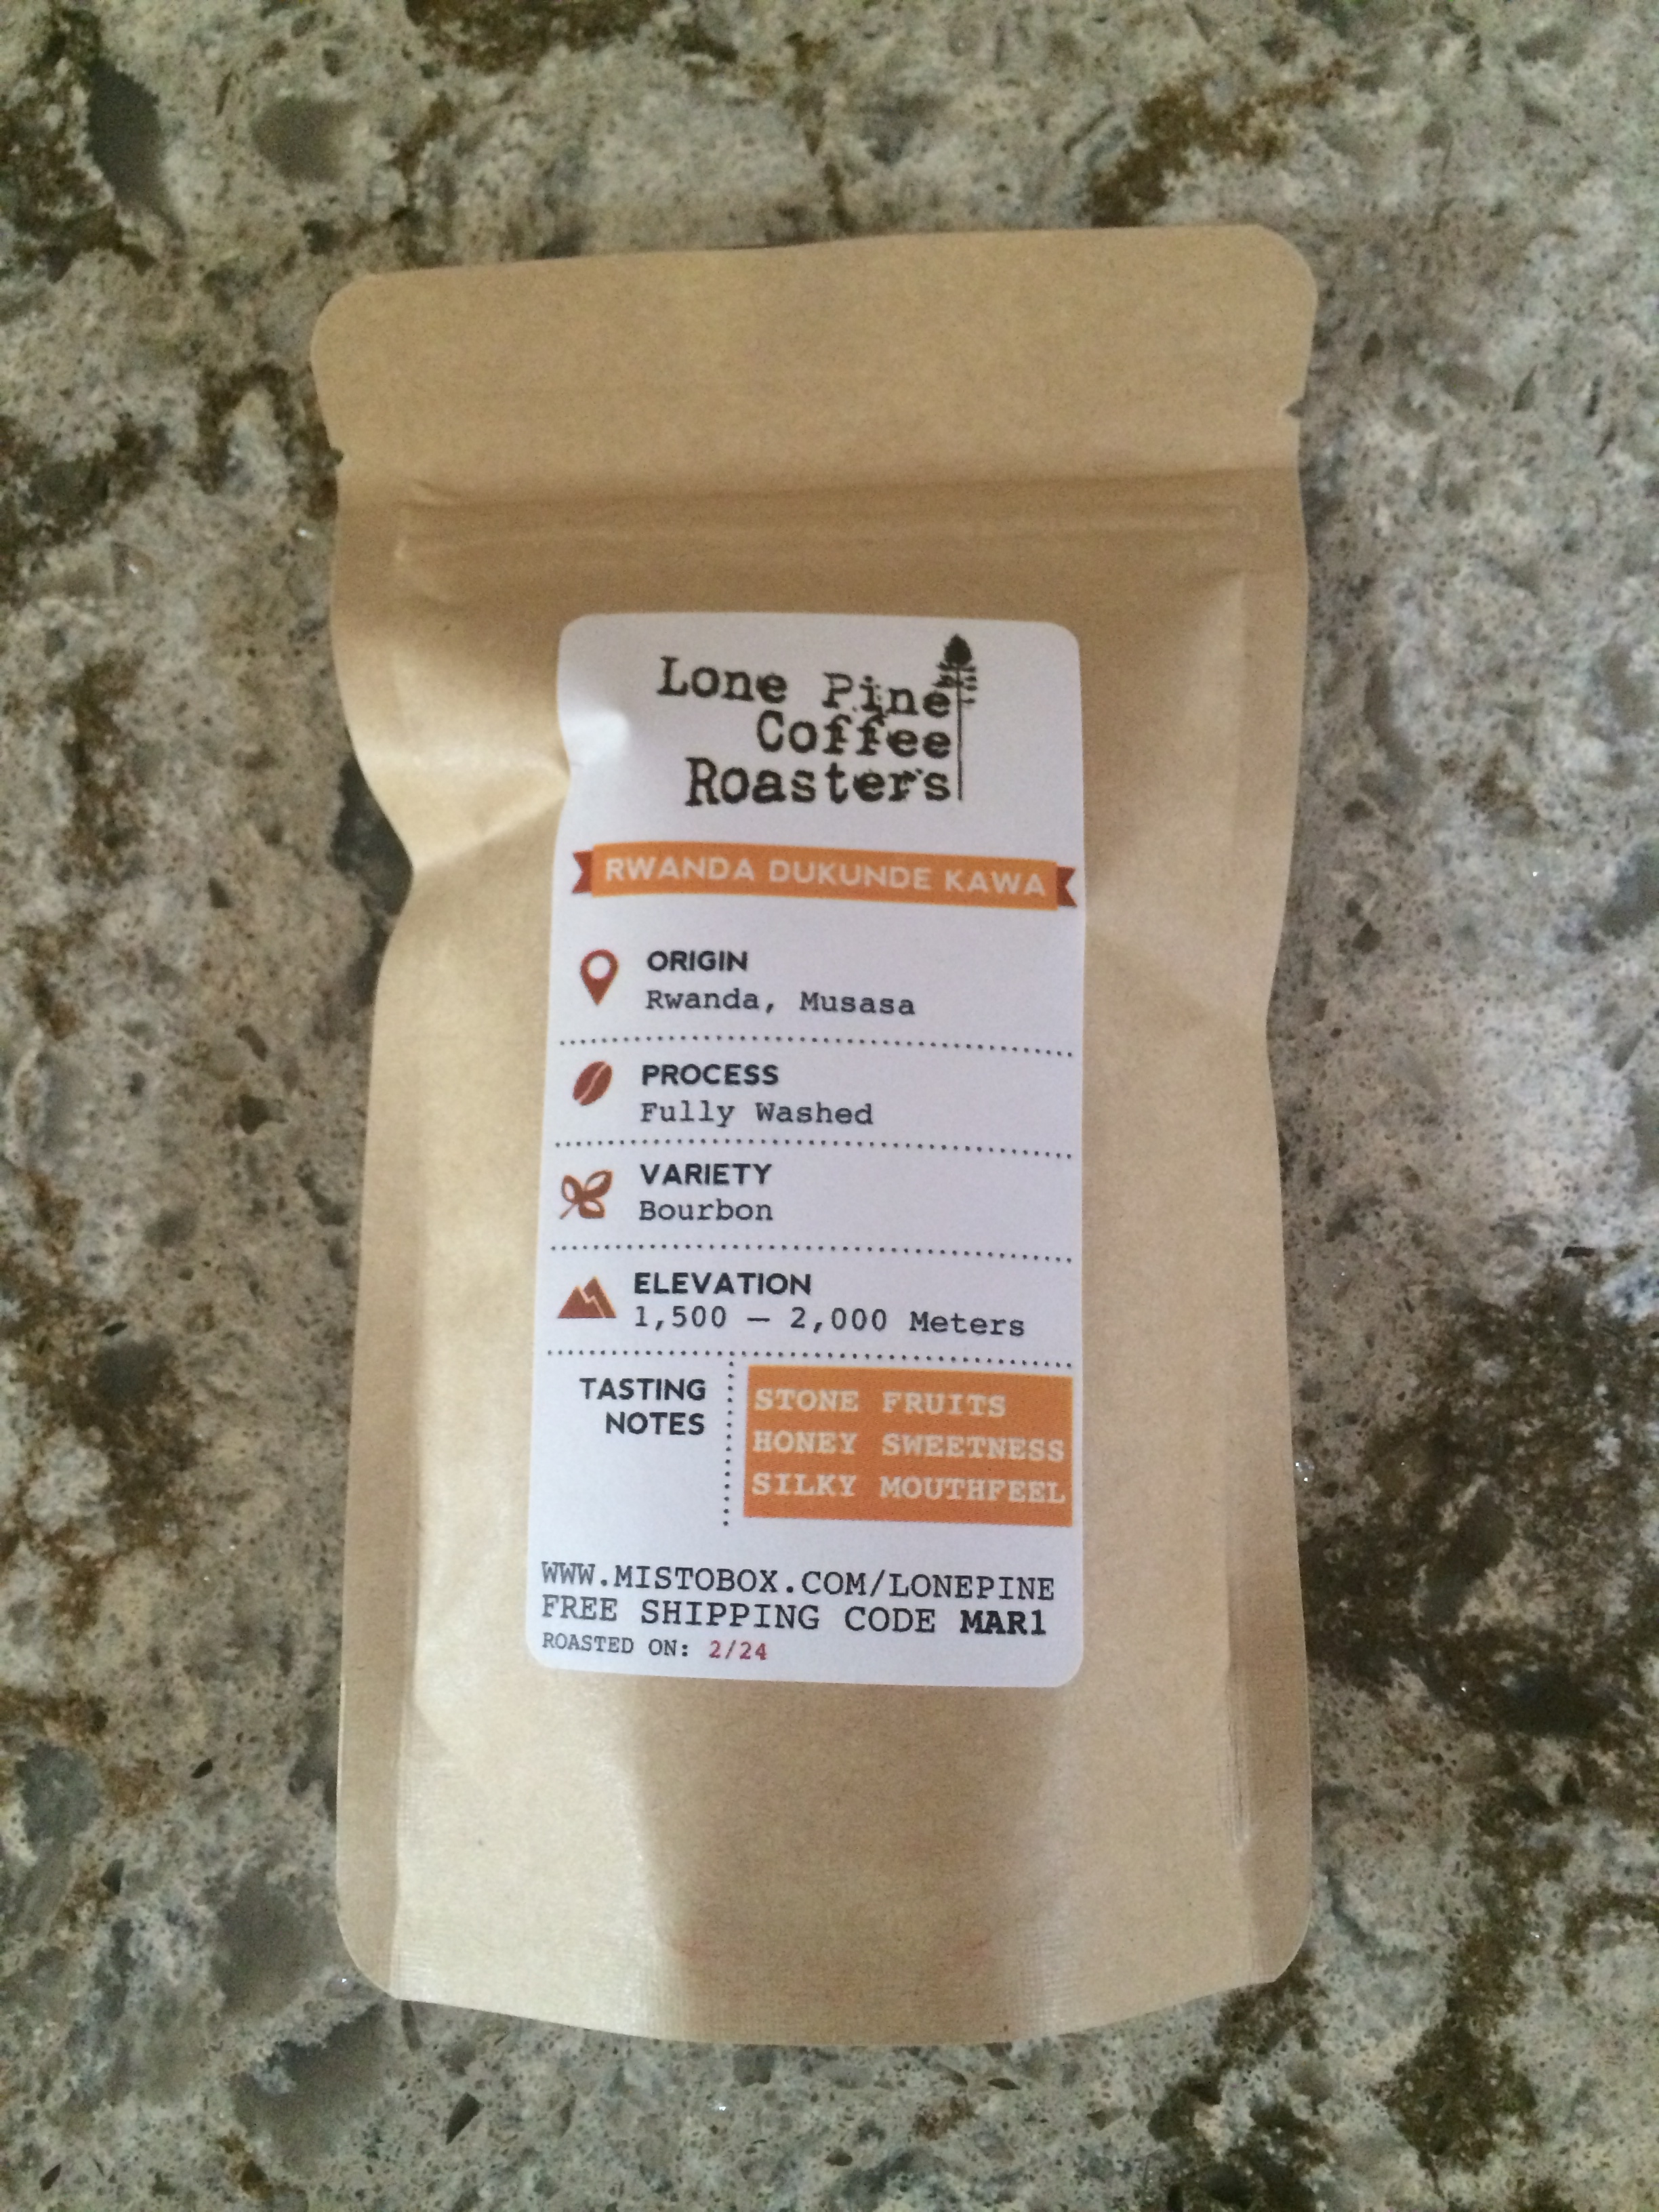 Lone Pine
Coffee
Roasters
RWANDA DUKUNDE KAWA
ORIGIN
Rwanda, Musasa
PROCESS
Fully Washed
VARIETY
Bourbon
ELEVATION
1,500 — 2,000 Meters
TASTING
NOTES
STONE FRUITS
HONEY SWEETNESS
SILKY MOUTHFEEL
WWW.MISTOBOX.COM/LONEPINE
FREE SHIPPING CODE MAR1
ROASTED ON: 2/24